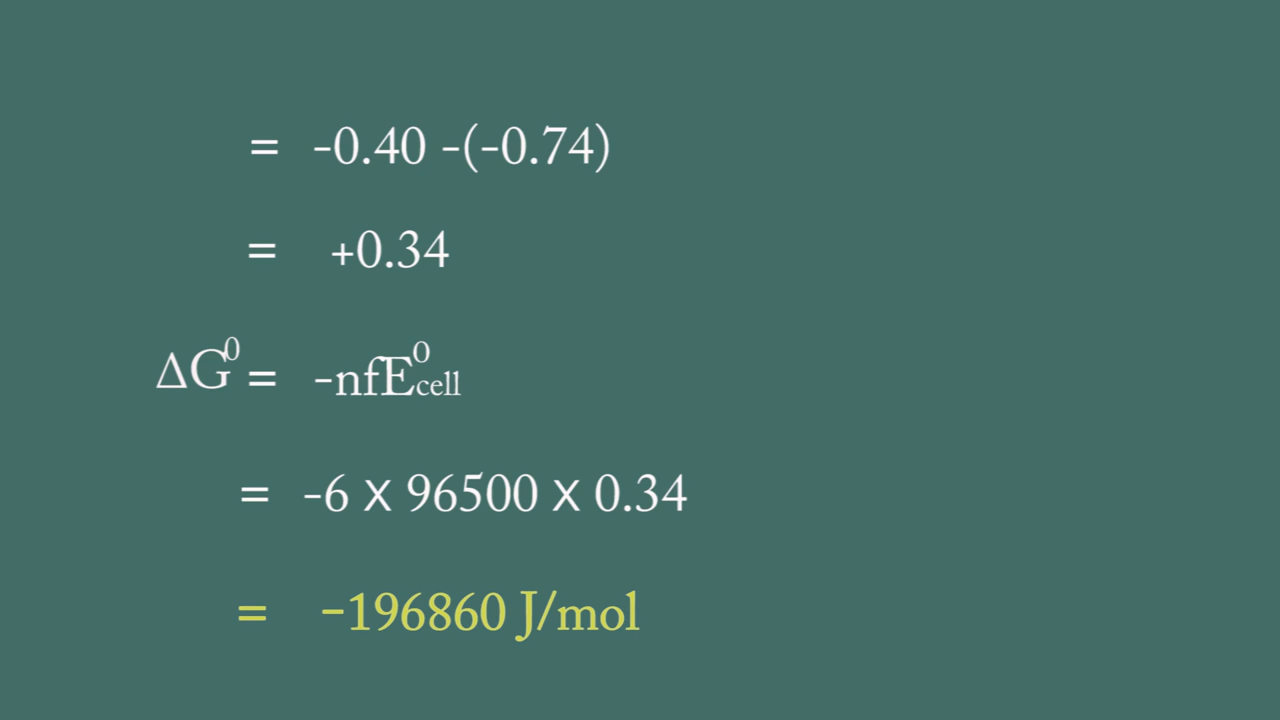 = -0.40 -(-0.74)
= +0.34
ΔG⁰ = -nfE⁰cell
= -6 X 96500 X 0.34
= -196860 J/mol